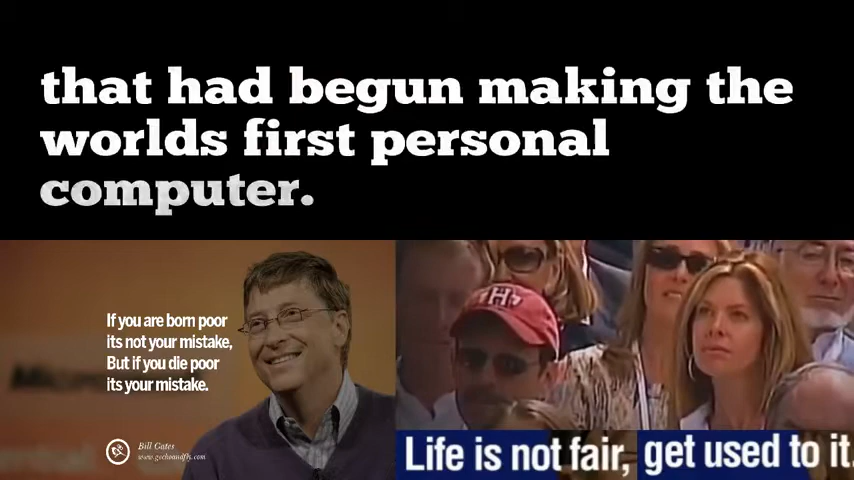 that had begun making the
worlds first personal
computer.
If you are born poor
its not your mistake,
But if you die poor
its your mistake.
Bill Gates
Life is not fair, get used to it.